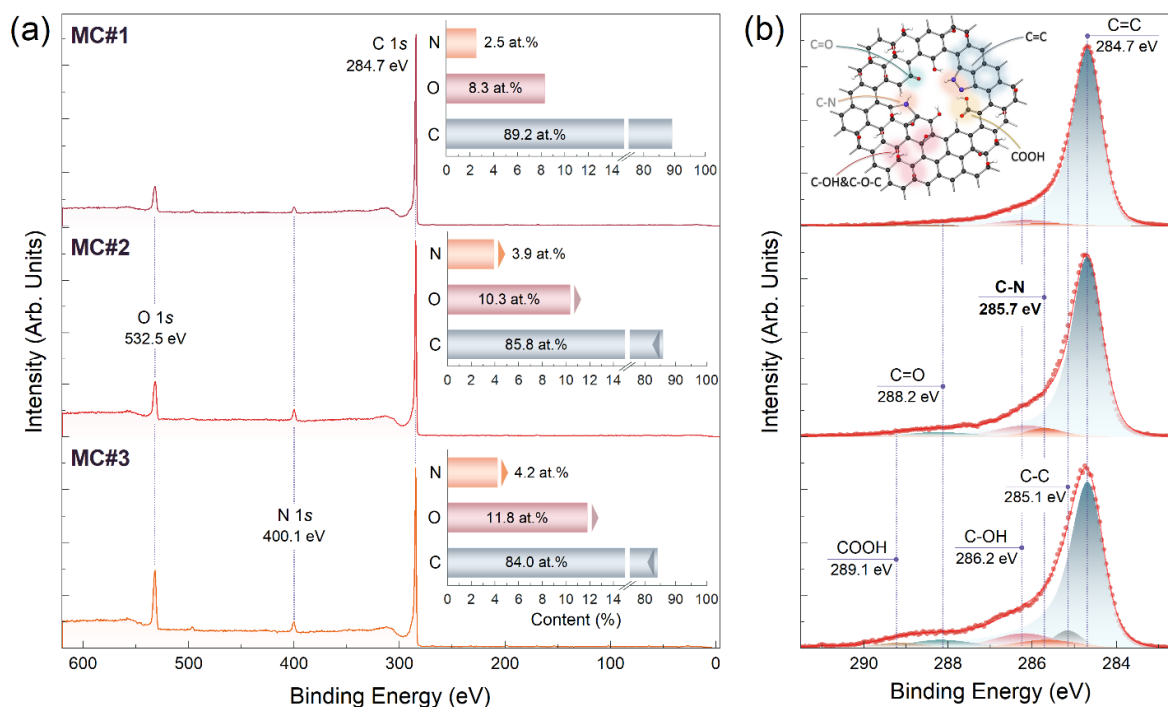 (a)
MC#1
C 1s
284.7 eV
N
2.5 at.%
O
8.3 at.%
C
89.2 at.%
0 2 4 6 8 10 12 14 80 90 100
MC#2
O 1s
532.5 eV
N
3.9 at.%
O
10.3 at.%
C
85.8 at.%
0 2 4 6 8 10 12 14 80 90 100
MC#3
N 1s
400.1 eV
N
4.2 at.%
O
11.8 at.%
C
84.0 at.%
0 2 4 6 8 10 12 14 80 90 100
Content (%)
Intensity (Arb. Units)
600 500 400 300 200 100 0
Binding Energy (eV)
(b)
C=O
C=C
C-N
COOH
C-OH&C-O-C
C=C
284.7 eV
C-N
285.7 eV
C=O
288.2 eV
C-C
285.1 eV
C-OH
286.2 eV
COOH
289.1 eV
Intensity (Arb. Units)
290 288 286 284
Binding Energy (eV)